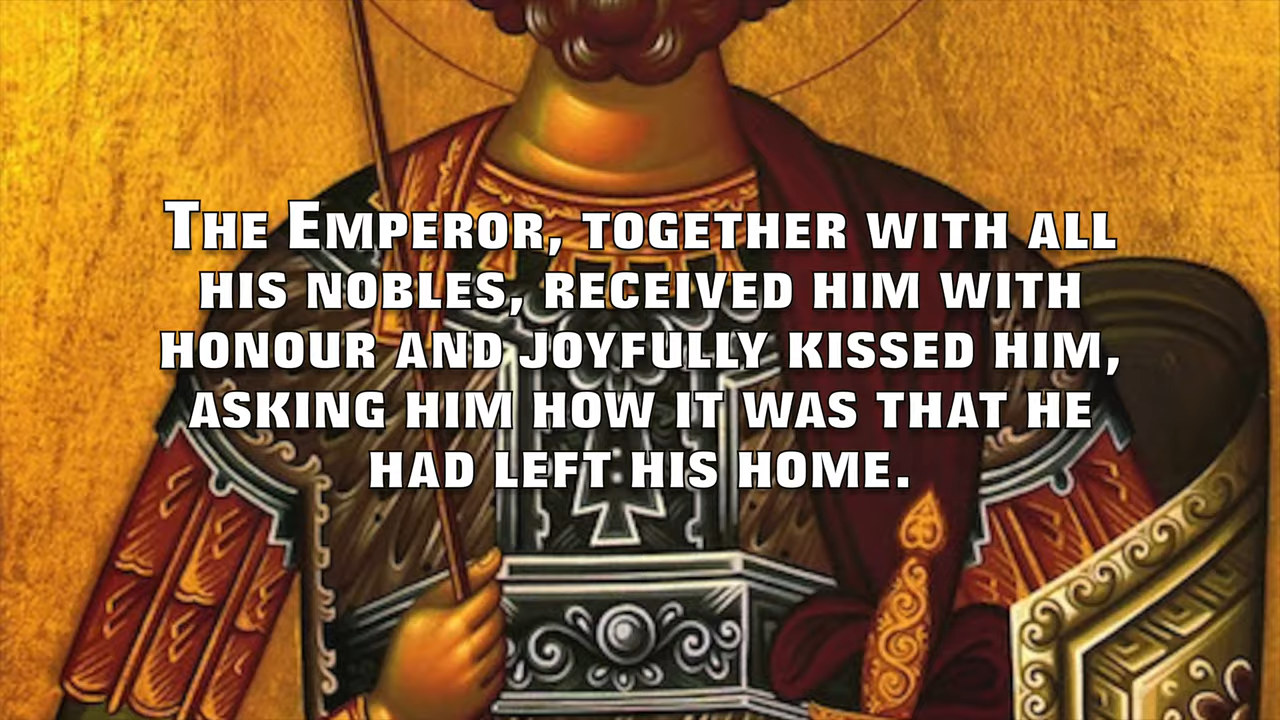 The Emperor, together with all
his nobles, received him with
honour and joyfully kissed him,
asking him how it was that he
had left his home.